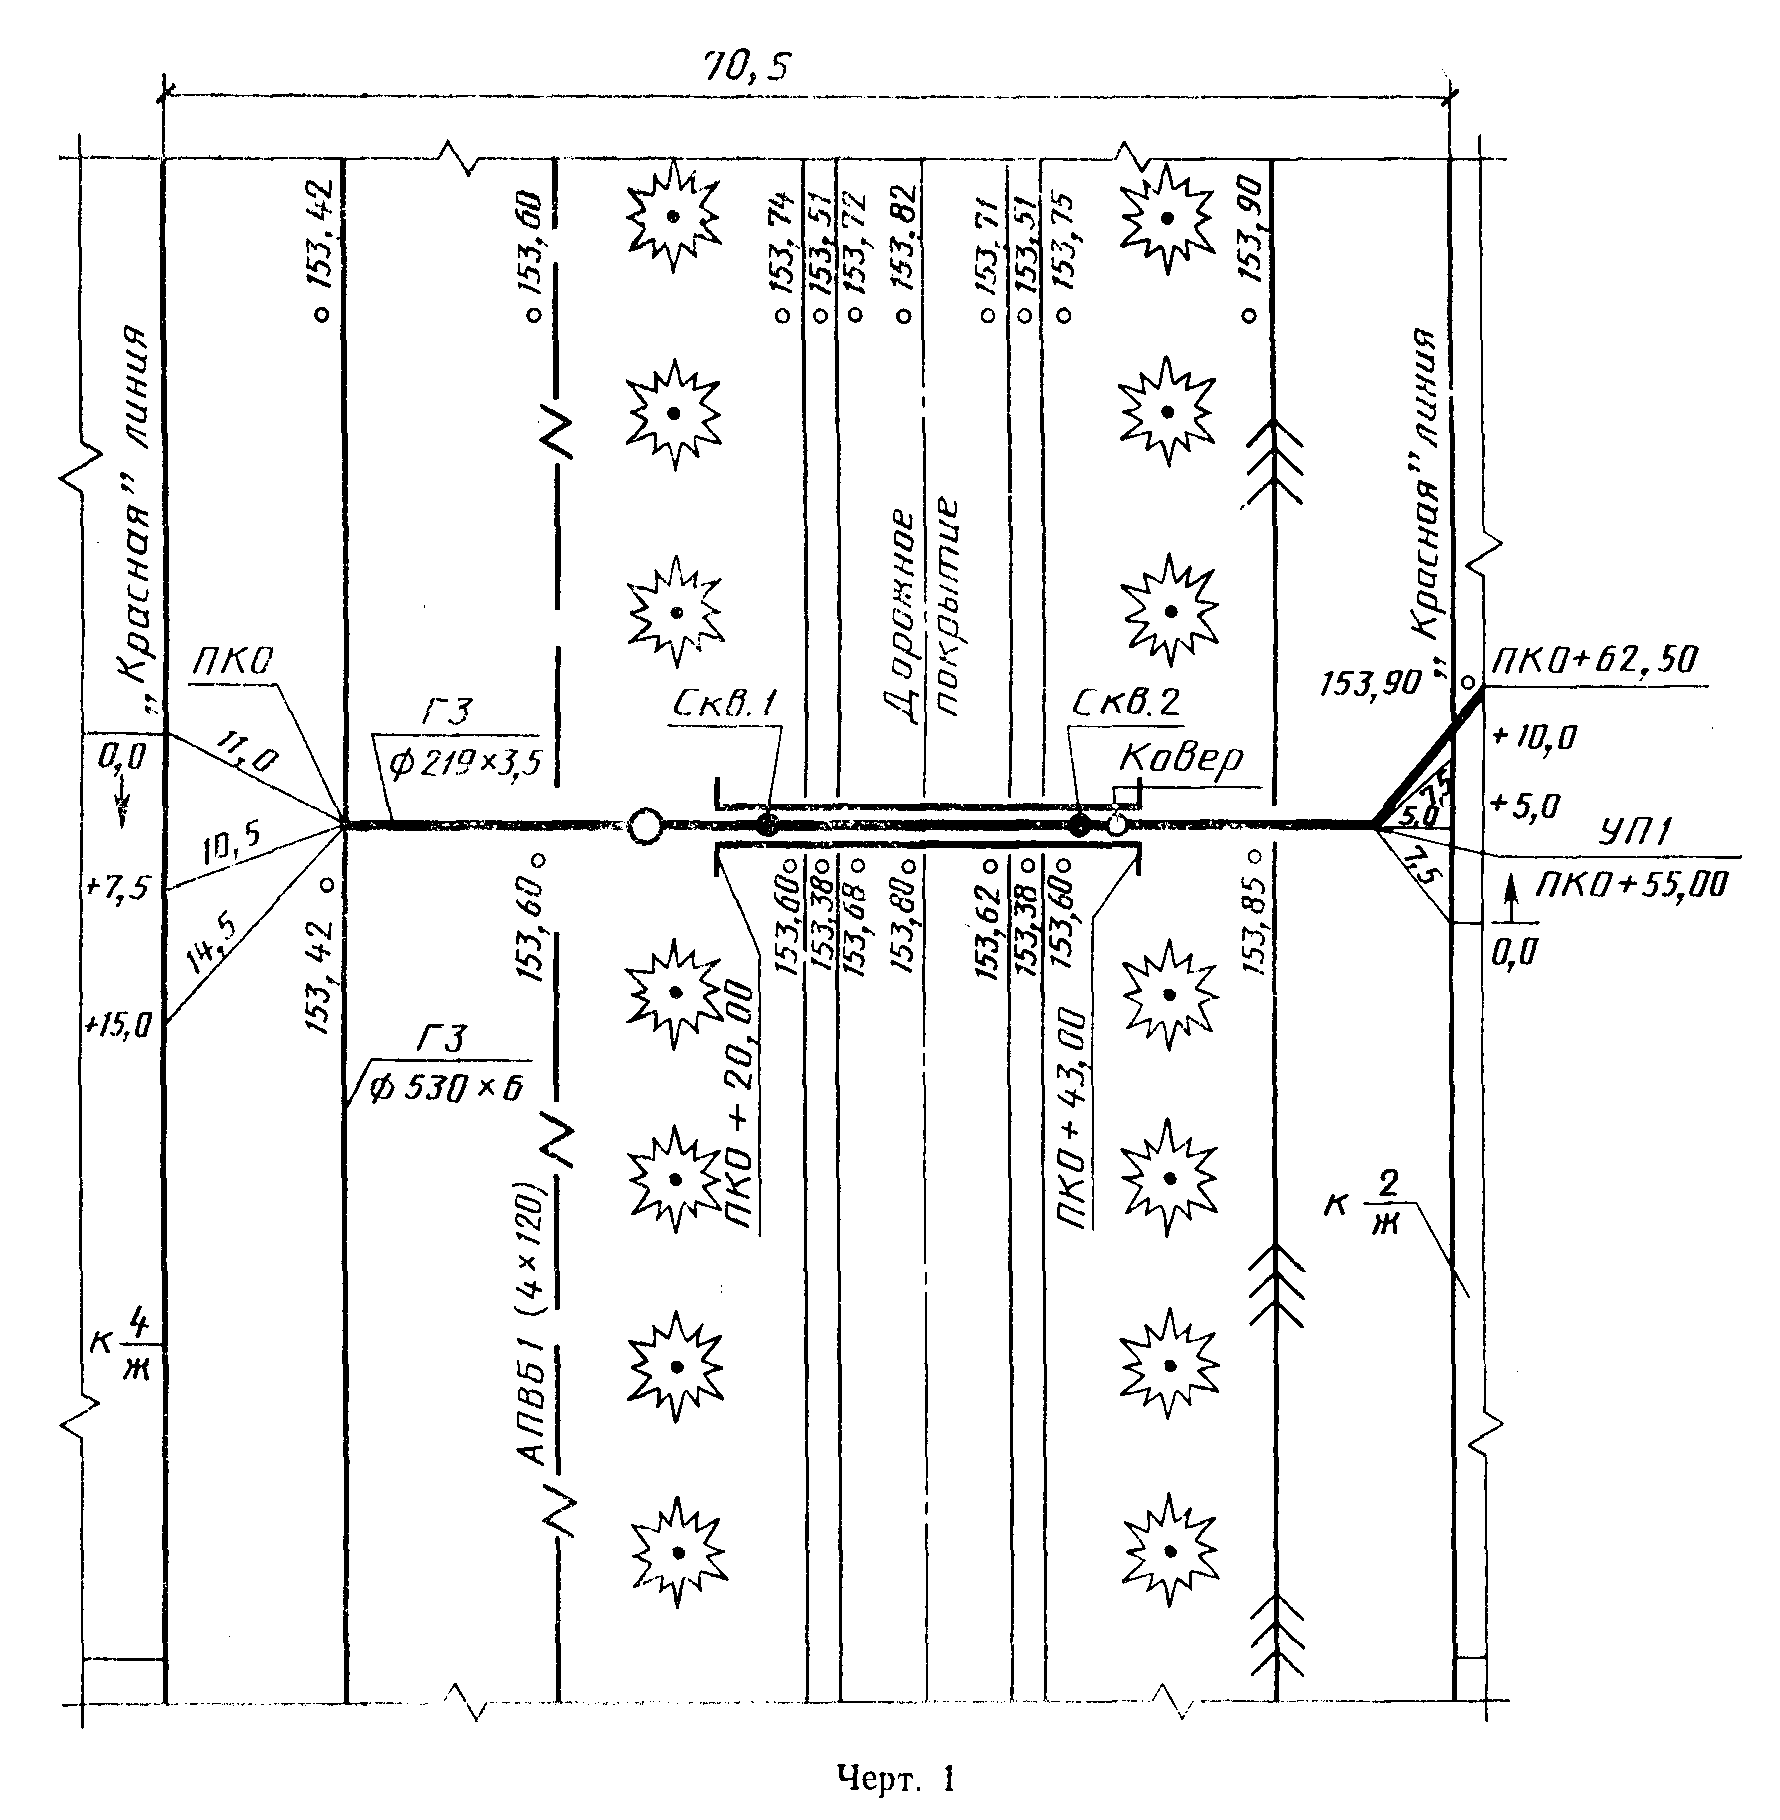 70,5
153,42
153,60
153,74
153,51
153,72
153.82
153,71
153,51
153,75
153,90
„Красная” линия
„Красная” линия
Дорожное
покрытие
ПК0
ПК0+62,50
153,90
Г3
ф 219×3,5
Скв.1
Скв.2
Ковер
0,0
11,0
+10,0
7,5
5,0
+5,0
10,5
УП1
ПК0+55,00
+7,5
7,5
14,5
0,0
+15,0
153,42
153,60
153,60
153,38
153,68
153,80
153,62
153,38
153,60
153,85
Г3
ф 530×6
ПК0 + 20,00
ПК0 + 43,00
АПВБ1 (4×120)
К 2
Ж
К 4
Ж
Черт. 1